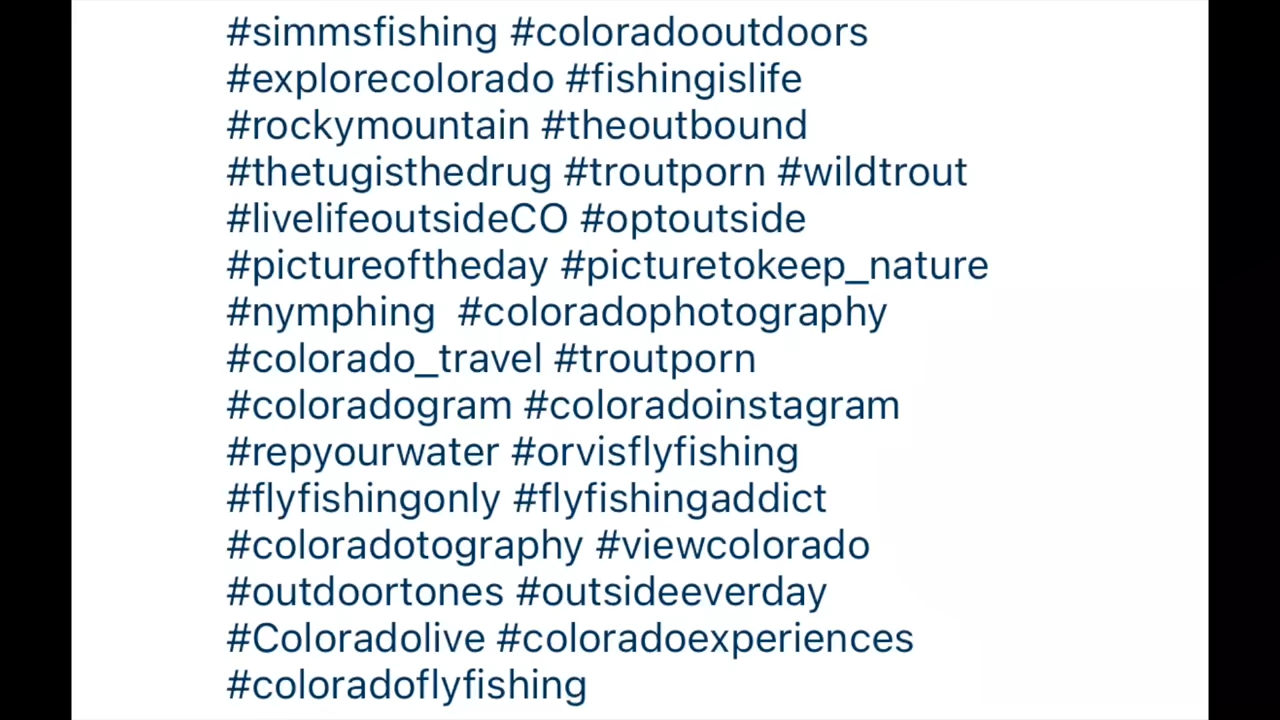 #simmsfishing #coloradooutdoors
#explorecolorado #fishingislife
#rockymountain #theoutbound
#thetugisthedrug #troutporn #wildtrout
#livelifeoutsideCO #optoutside
#pictureoftheday #picturetokeep_nature
#nymphing  #coloradophotography
#colorado_travel #troutporn
#coloradogram #coloradoinstagram
#repyourwater #orvisflyfishing
#flyfishingonly #flyfishingaddict
#coloradotography #viewcolorado
#outdoortones #outsideeverday
#Coloradolive #coloradoexperiences
#coloradoflyfishing